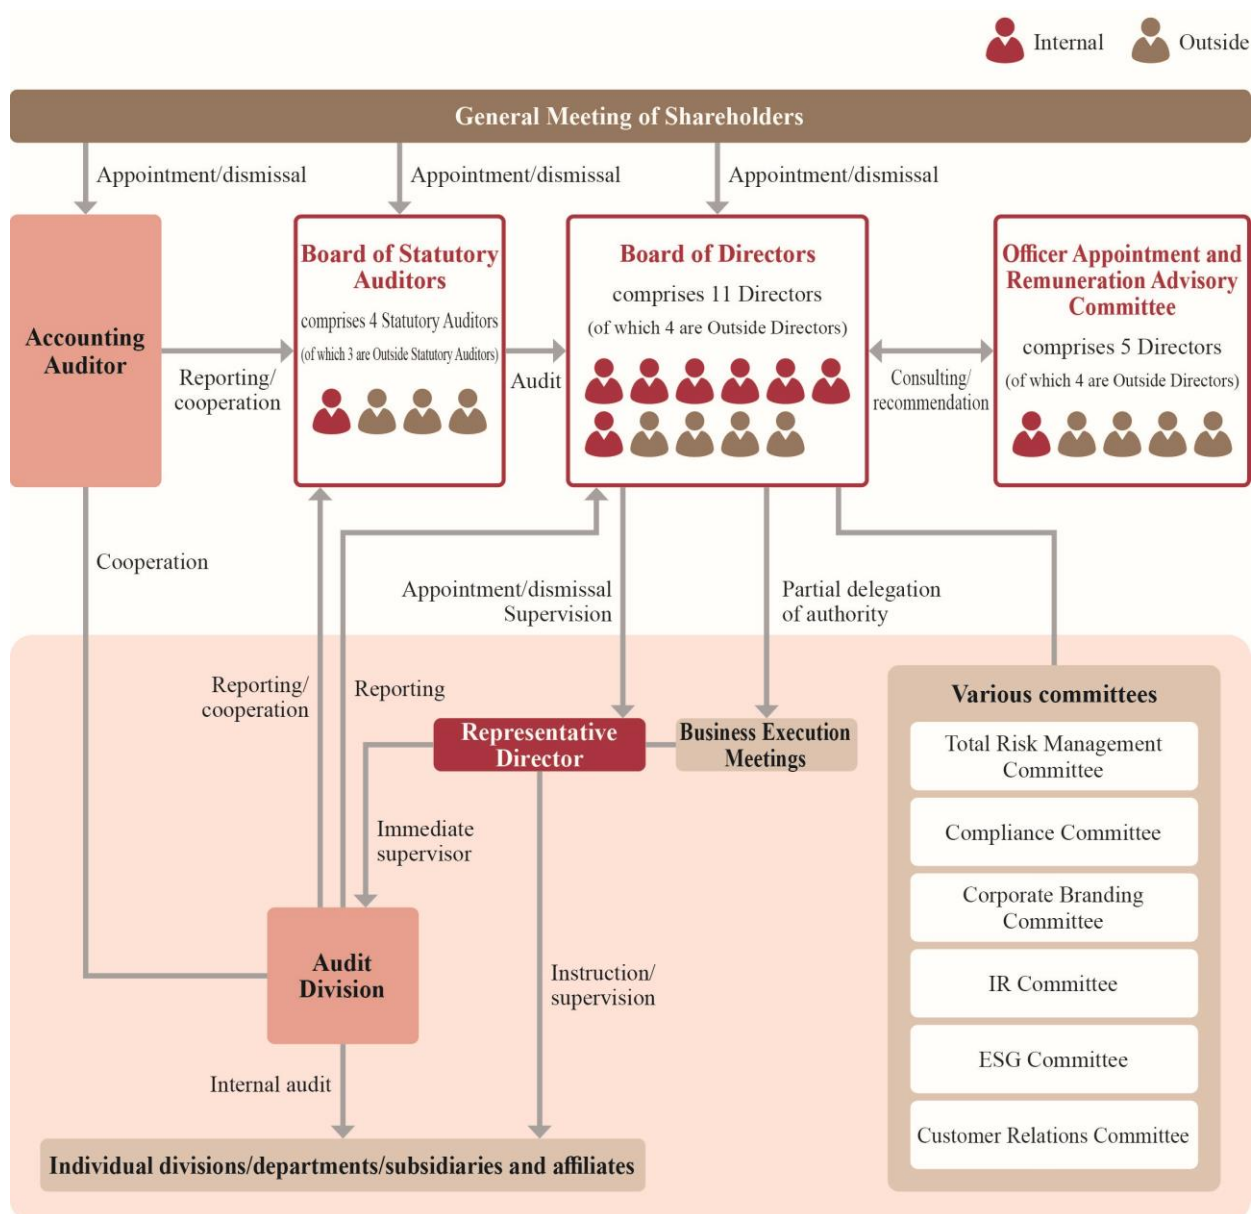 Internal
Outside
General Meeting of Shareholders
Appointment/dismissal
Appointment/dismissal
Appointment/dismissal
Accounting
Auditor
Reporting/
cooperation
Board of Statutory
Auditors
comprises 4 Statutory Auditors
(of which 3 are Outside Statutory Auditors)
Audit
Board of Directors
comprises 11 Directors
(of which 4 are Outside Directors)
Consulting/
recommendation
Officer Appointment and
Remuneration Advisory
Committee
comprises 5 Directors
(of which 4 are Outside Directors)
Cooperation
Appointment/dismissal
Supervision
Partial delegation
of authority
Reporting/
cooperation
Reporting
Representative
Director
Business Execution
Meetings
Immediate
supervisor
Audit
Division
Instruction/
supervision
Internal audit
Individual divisions/departments/subsidiaries and affiliates
Various committees
Total Risk Management
Committee
Compliance Committee
Corporate Branding
Committee
IR Committee
ESG Committee
Customer Relations Committee